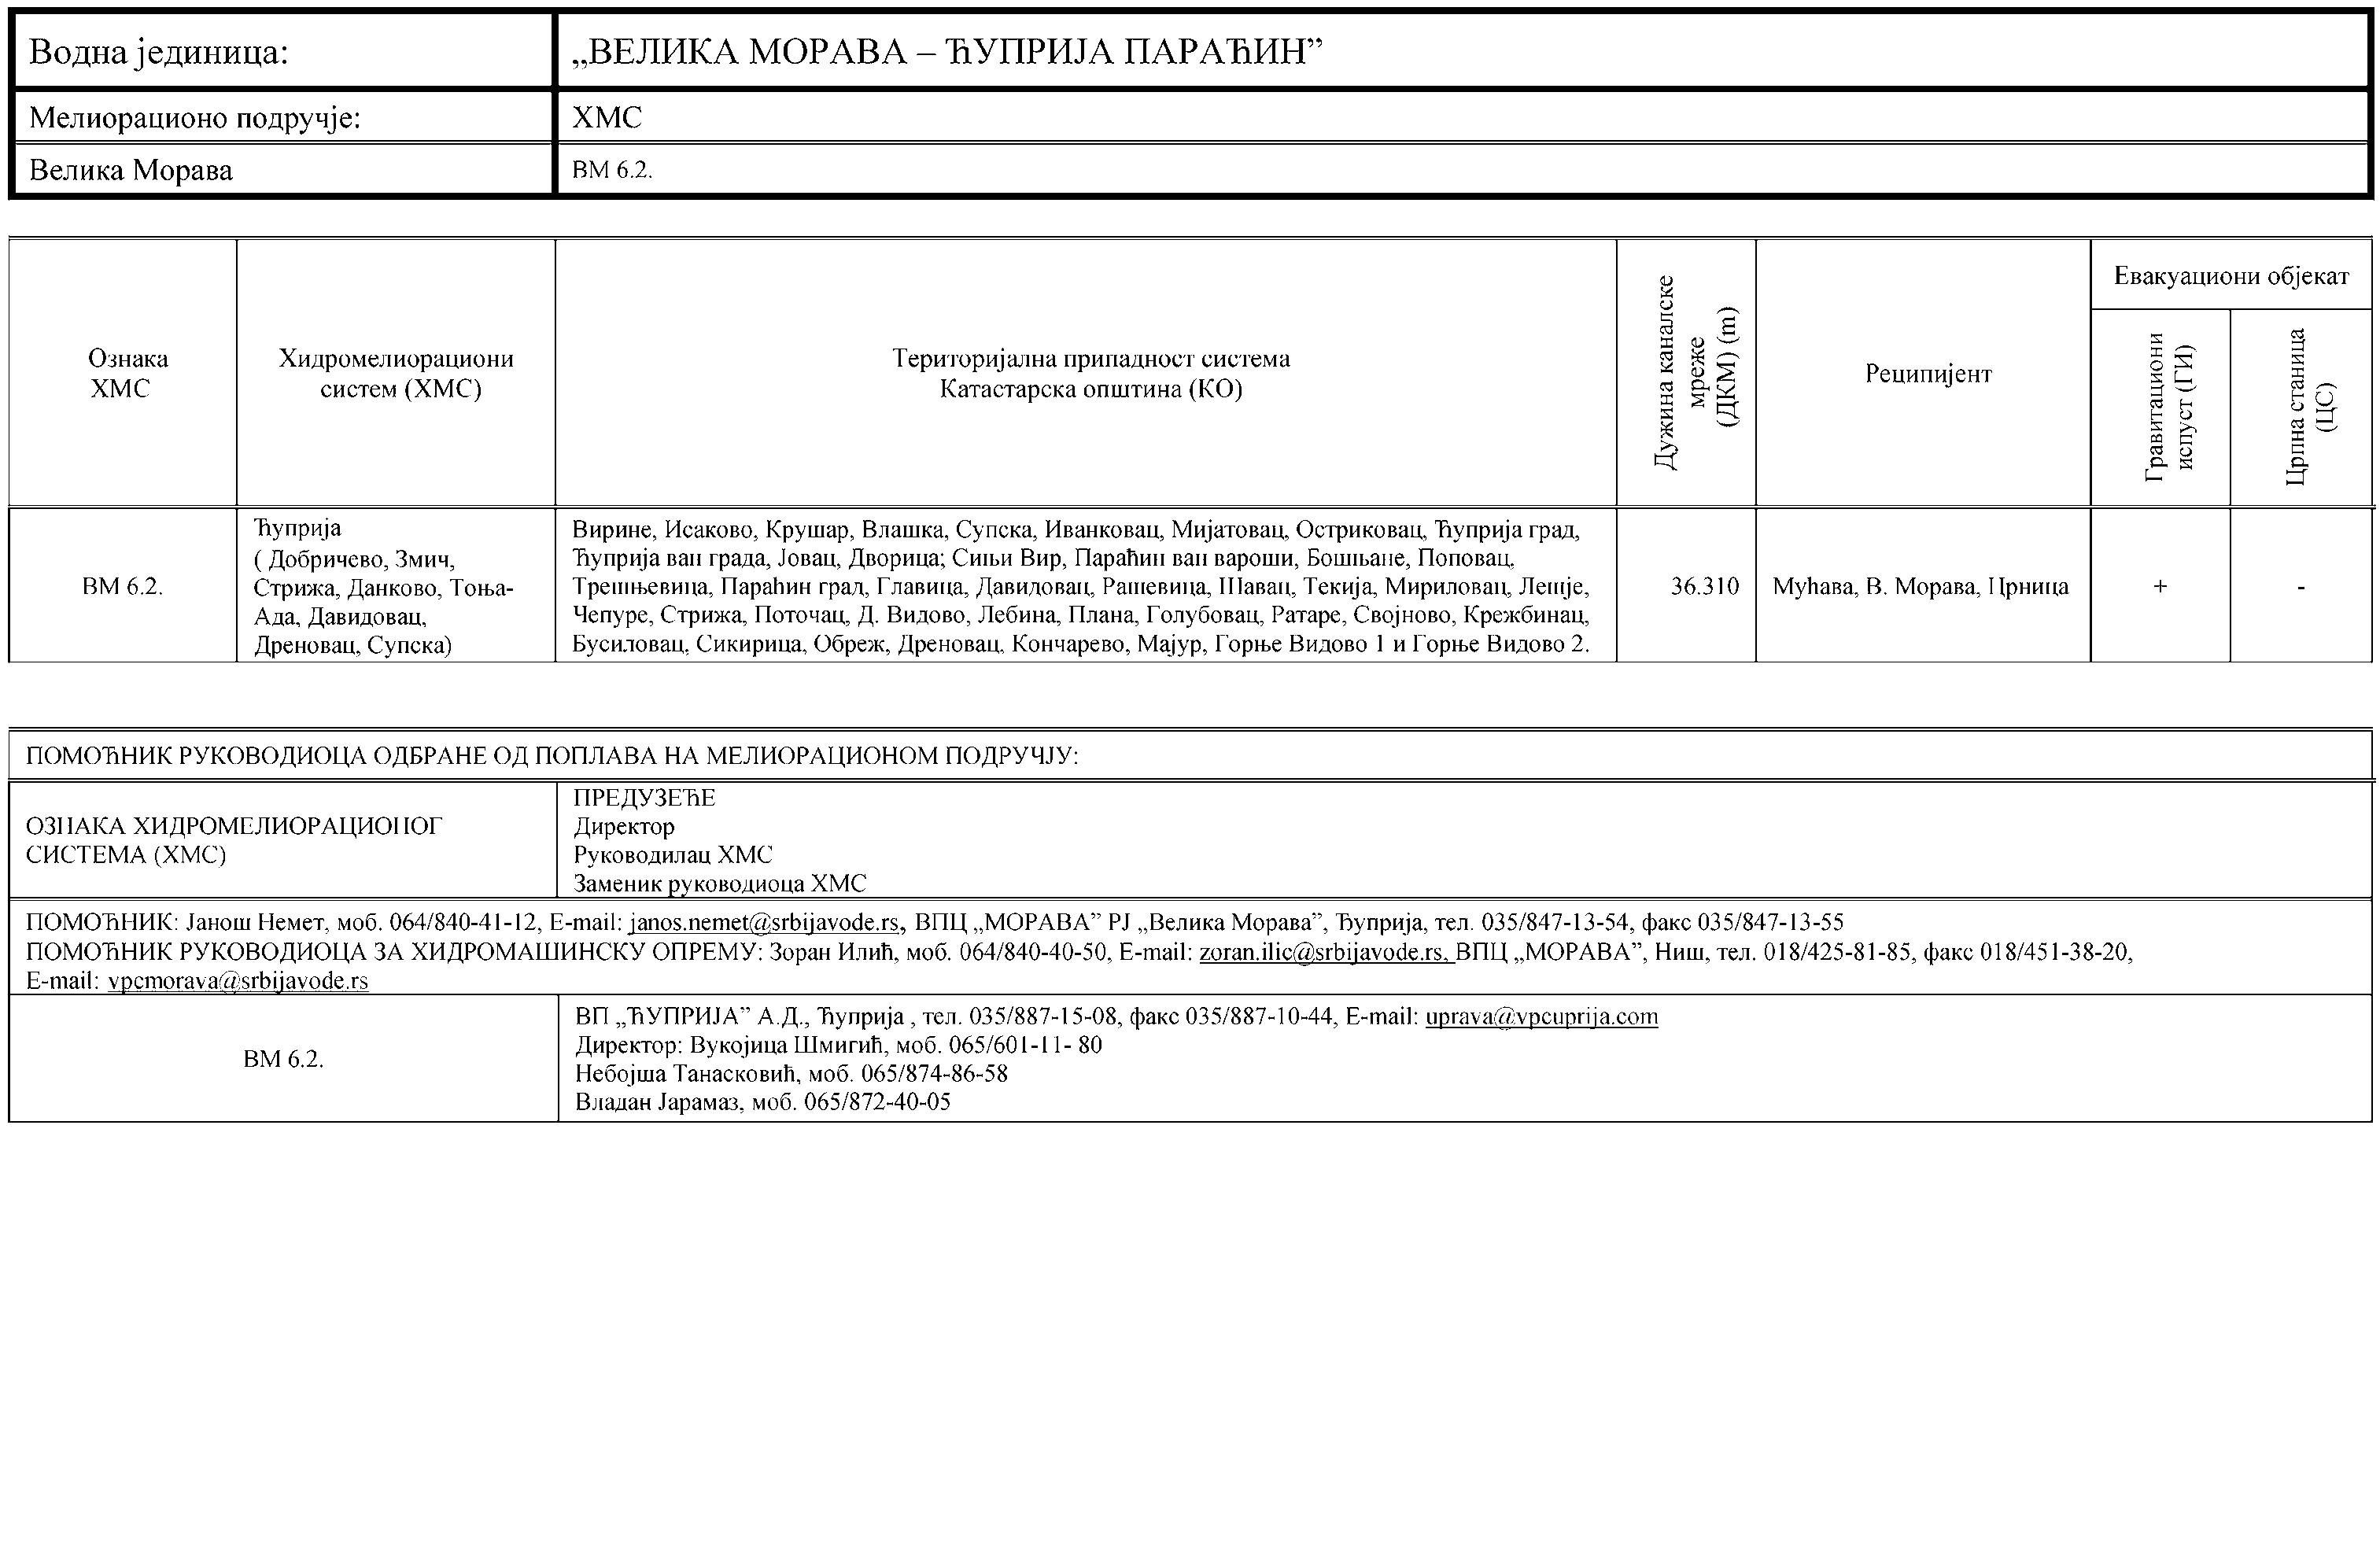 Водна јединица:
„ВЕЛИКА МОРАВА – ЋУПРИЈА ПАРАЋИН”
Мелиорационо подручје:
ХМС
Велика Морава
ВМ 6.2.
Ознака
ХМС
Хидромелиорациони
систем (ХМС)
Територијална припадност система
Катастарска општина (КО)
Дужина каналске
мреже
(ДКМ) (m)
Реципијент
Евакуациони објекат
Гравитациони
испуст (ГИ)
Црпна станица
(ЦС)
ВМ 6.2.
Ћуприја
( Добричево, Змич,
Стрижа, Данково, Тоња-
Ада, Давидовац,
Дреновац, Супска)
Вирине, Исаково, Крушар, Влашка, Супска, Иванковац, Мијатовац, Остриковац, Ћуприја град,
Ћуприја ван града, Јовац, Дворица; Сињи Вир, Параћин ван вароши, Бошњане, Поповац,
Трешњевица, Параћин град, Главица, Давидовац, Рашевица, Шавац, Текија, Мириловац, Лешје,
Чепуре, Стрижа, Поточац, Д. Видово, Лебина, Плана, Голубовац, Ратаре, Својново, Крежбинац,
Бусиловац, Сикирица, Обреж, Дреновац, Кончарево, Мајур, Горње Видово 1 и Горње Видово 2.
36.310
Мућава, В. Морава, Црница
+
-
ПОМОЋНИК РУКОВОДИОЦА ОДБРАНЕ ОД ПОПЛАВА НА МЕЛИОРАЦИОНОМ ПОДРУЧЈУ:
ОЗНАКА ХИДРОМЕЛИОРАЦИОНОГ
СИСТЕМА (ХМС)
ПРЕДУЗЕЋЕ
Директор
Руководилац ХМС
Заменик руководиоца ХМС
ПОМОЋНИК: Јанош Немет, моб. 064/840-41-12, E-mail: janos.nemet@srbijavode.rs, ВПЦ „МОРАВА” РЈ „Велика Морава”, Ћуприја, тел. 035/847-13-54, факс 035/847-13-55
ПОМОЋНИК РУКОВОДИОЦА ЗА ХИДРОМАШИНСКУ ОПРЕМУ: Зоран Илић, моб. 064/840-40-50, E-mail: zoran.ilic@srbijavode.rs, ВПЦ „МОРАВА”, Ниш, тел. 018/425-81-85, факс 018/451-38-20,
E-mail: vpcmorava@srbijavode.rs
ВМ 6.2.
ВП „ЋУПРИЈА” А.Д., Ћуприја , тел. 035/887-15-08, факс 035/887-10-44, E-mail: uprava@vpcuprija.com
Директор: Вукојица Шмигић, моб. 065/601-11- 80
Небојша Танасковић, моб. 065/874-86-58
Владан Јарамаз, моб. 065/872-40-05